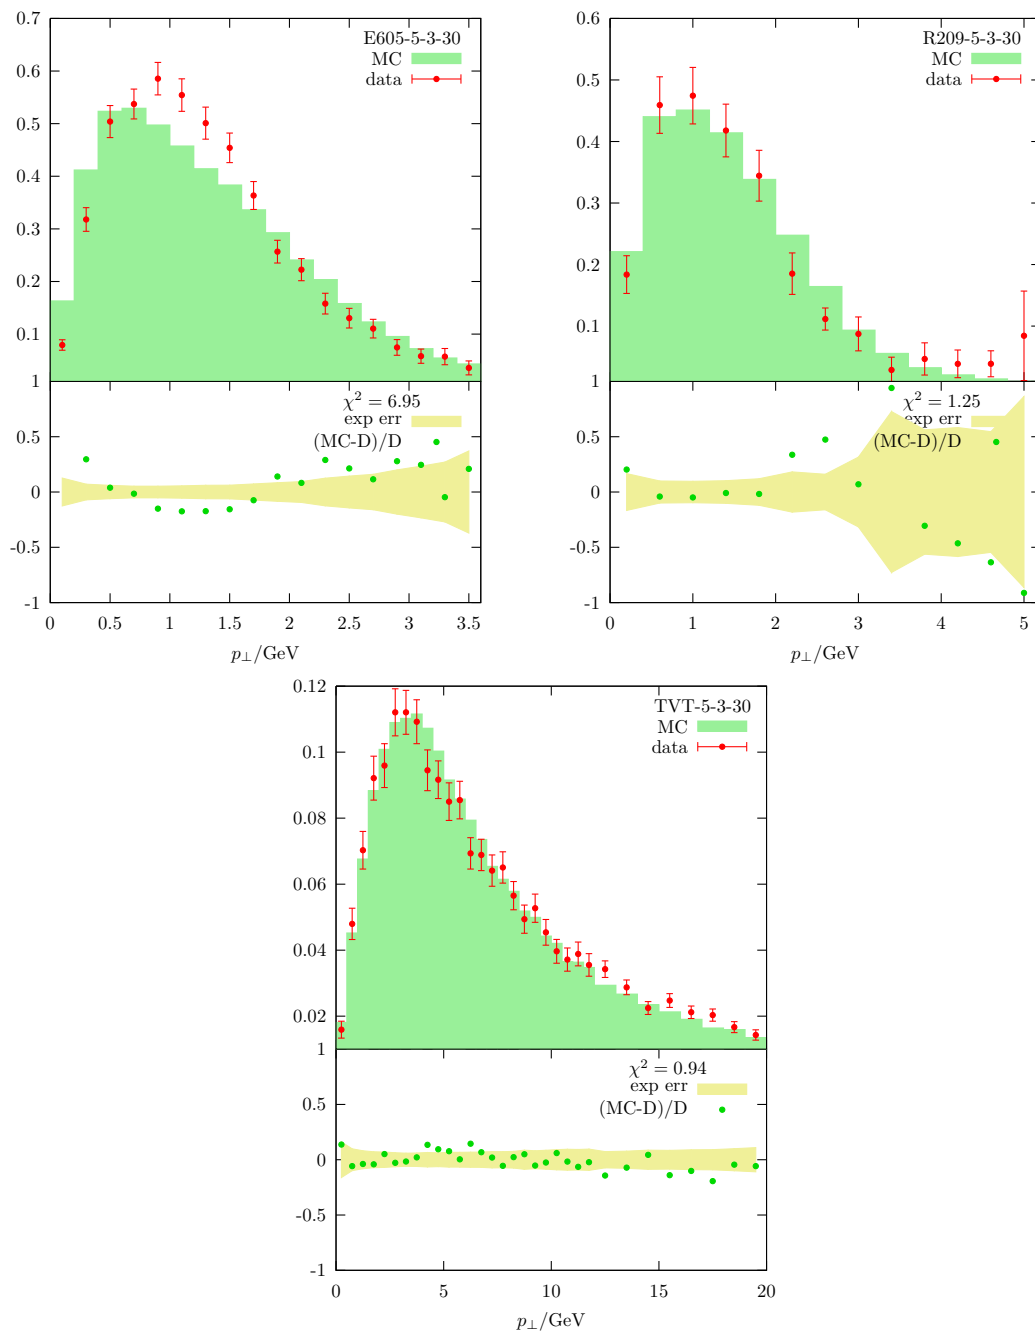 0.7
0.6
0.5
0.4
0.3
0.2
0.1
E605-5-3-30
MC
data
1
0.5
0
-0.5
-1
χ² = 6.95
exp err
(MC-D)/D
0 0.5 1 1.5 2 2.5 3 3.5
p⊥/GeV
0.6
0.5
0.4
0.3
0.2
0.1
R209-5-3-30
MC
data
1
0.5
0
-0.5
-1
χ² = 1.25
exp err
(MC-D)/D
0 1 2 3 4 5
p⊥/GeV
0.12
0.1
0.08
0.06
0.04
0.02
TVT-5-3-30
MC
data
1
0.5
0
-0.5
-1
χ² = 0.94
exp err
(MC-D)/D
0 5 10 15 20
p⊥/GeV